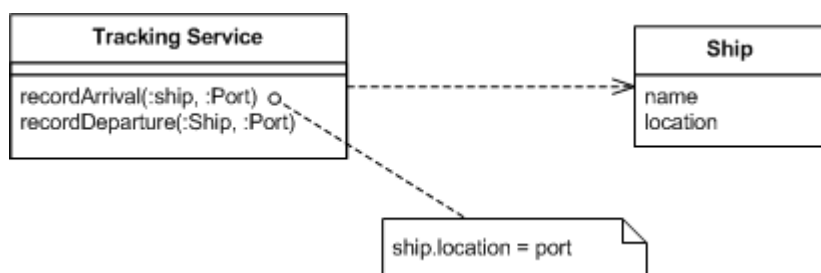 Tracking Service
recordArrival(:ship, :Port)
recordDeparture(:Ship, :Port)
Ship
name
location
ship.location = port